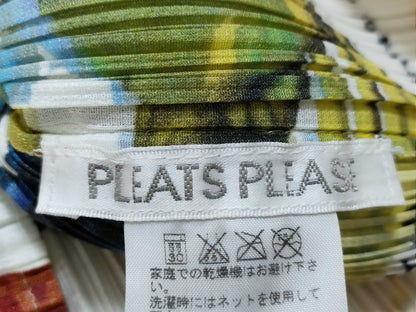 PLEATS PLEASE
30
家庭での乾燥機はお避け下さ
い。
洗濯時にはネットを使用して